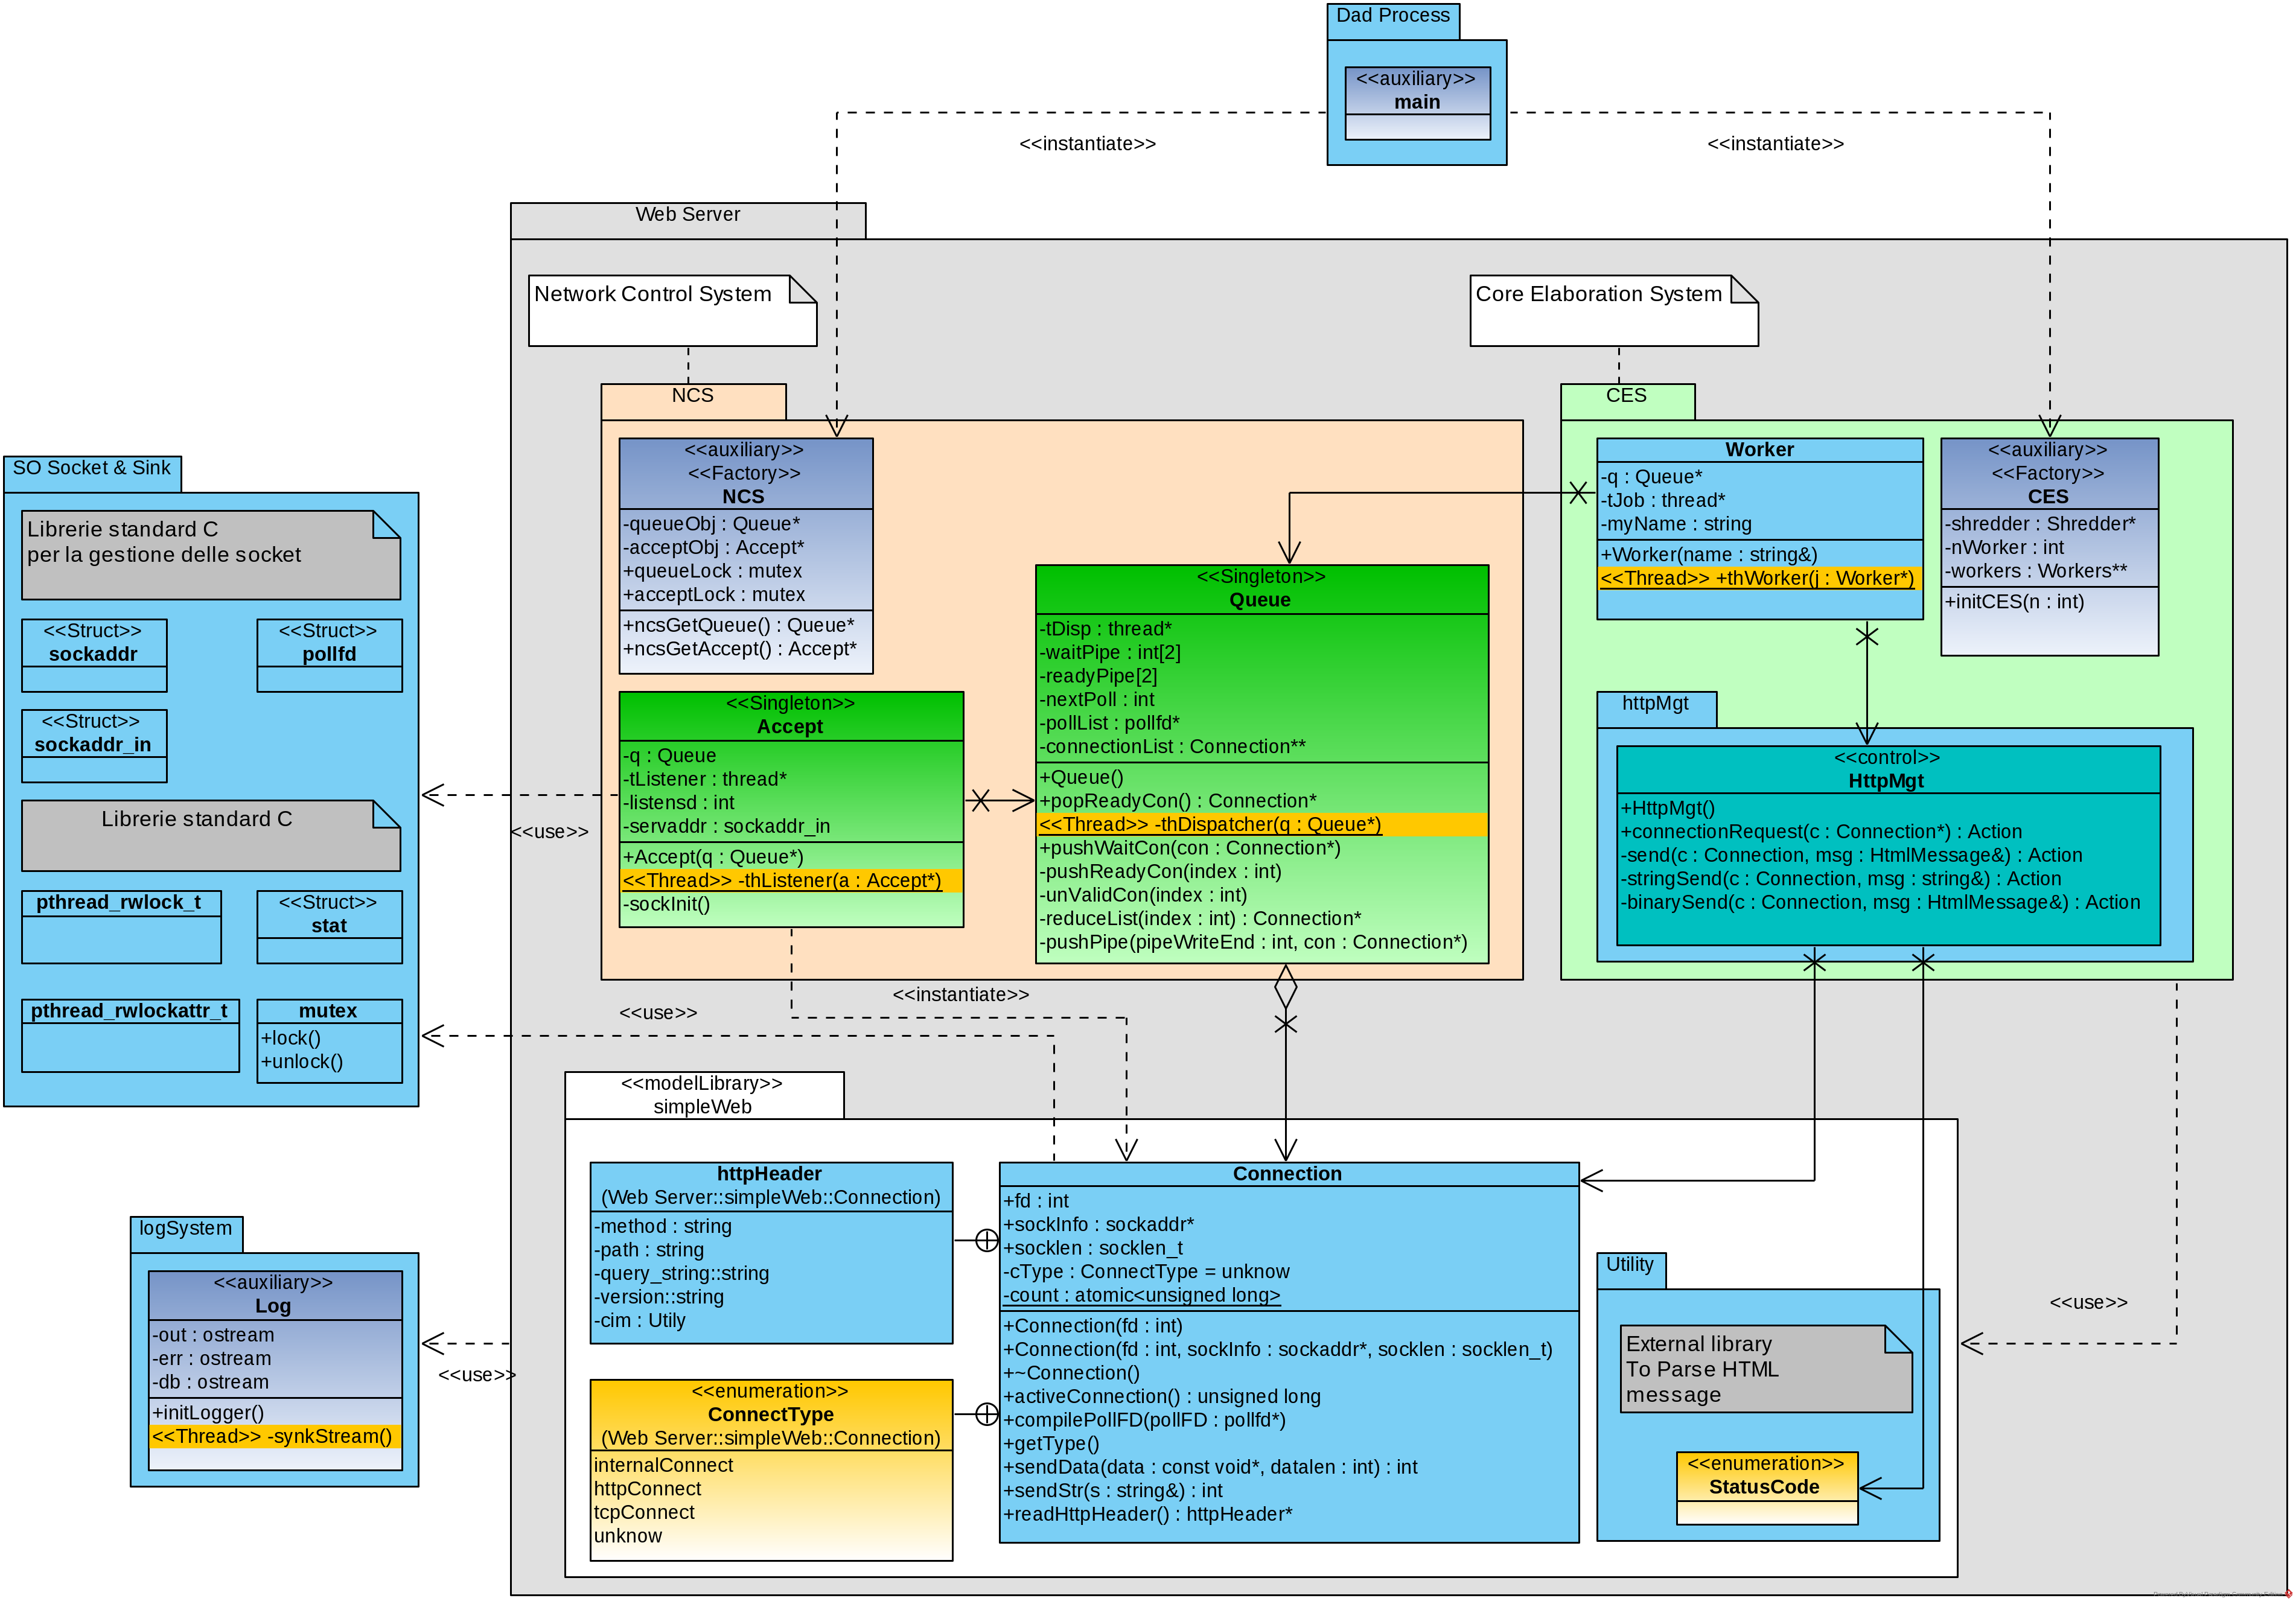 Dad Process
<<auxiliary>>
main
<<instantiate>>
<<instantiate>>
Web Server
Network Control System
Core Elaboration System
NCS
<<auxiliary>>
<<Factory>>
NCS
-queueObj : Queue*
-acceptObj : Accept*
+queueLock : mutex
+acceptLock : mutex
+ncsGetQueue() : Queue*
+ncsGetAccept() : Accept*
<<Singleton>>
Accept
-q : Queue
-tListener : thread*
-listensd : int
-servaddr : sockaddr_in
+Accept(q : Queue*)
<<Thread>> -thListener(a : Accept*)
-sockInit()
<<Singleton>>
Queue
-tDisp : thread*
-waitPipe : int[2]
-readyPipe[2]
-nextPoll : int
-pollList : pollfd*
-connectionList : Connection**
+Queue()
+popReadyCon() : Connection*
<<Thread>> -thDispatcher(q : Queue*)
+pushWaitCon(con : Connection*)
-pushReadyCon(index : int)
-unValidCon(index : int)
-reduceList(index : int) : Connection*
-pushPipe(pipeWriteEnd : int, con : Connection*)
CES
Worker
-q : Queue*
-tJob : thread*
-myName : string
+Worker(name : string&)
<<Thread>> +thWorker(j : Worker*)
<<auxiliary>>
<<Factory>>
CES
-shredder : Shredder*
-nWorker : int
-workers : Workers**
+initCES(n : int)
httpMgt
<<control>>
HttpMgt
+HttpMgt()
+connectionRequest(c : Connection*) : Action
-send(c : Connection, msg : HtmlMessage&) : Action
-stringSend(c : Connection, msg : string&) : Action
-binarySend(c : Connection, msg : HtmlMessage&) : Action
SO Socket & Sink
Librerie standard C
per la gestione delle socket
<<Struct>>
sockaddr
<<Struct>>
pollfd
<<Struct>>
sockaddr_in
Librerie standard C
pthread_rwlock_t
<<Struct>>
stat
pthread_rwlockattr_t
mutex
+lock()
+unlock()
<<use>>
<<use>>
<<instantiate>>
<<modelLibrary>>
simpleWeb
httpHeader
(Web Server::simpleWeb::Connection)
-method : string
-path : string
-query_string::string
-version::string
-cim : Utily
<<enumeration>>
ConnectType
(Web Server::simpleWeb::Connection)
internalConnect
httpConnect
tcpConnect
unknow
Connection
+fd : int
+sockInfo : sockaddr*
+socklen : socklen_t
-cType : ConnectType = unknow
-count : atomic<unsigned long>
+Connection(fd : int)
+Connection(fd : int, sockInfo : sockaddr*, socklen : socklen_t)
+~Connection()
+activeConnection() : unsigned long
+compilePollFD(pollFD : pollfd*)
+getType()
+sendData(data : const void*, datalen : int) : int
+sendStr(s : string&) : int
+readHttpHeader() : httpHeader*
Utility
External library
To Parse HTML
message
<<enumeration>>
StatusCode
<<use>>
logSystem
<<auxiliary>>
Log
-out : ostream
-err : ostream
-db : ostream
+initLogger()
<<Thread>> -synkStream()
<<use>>